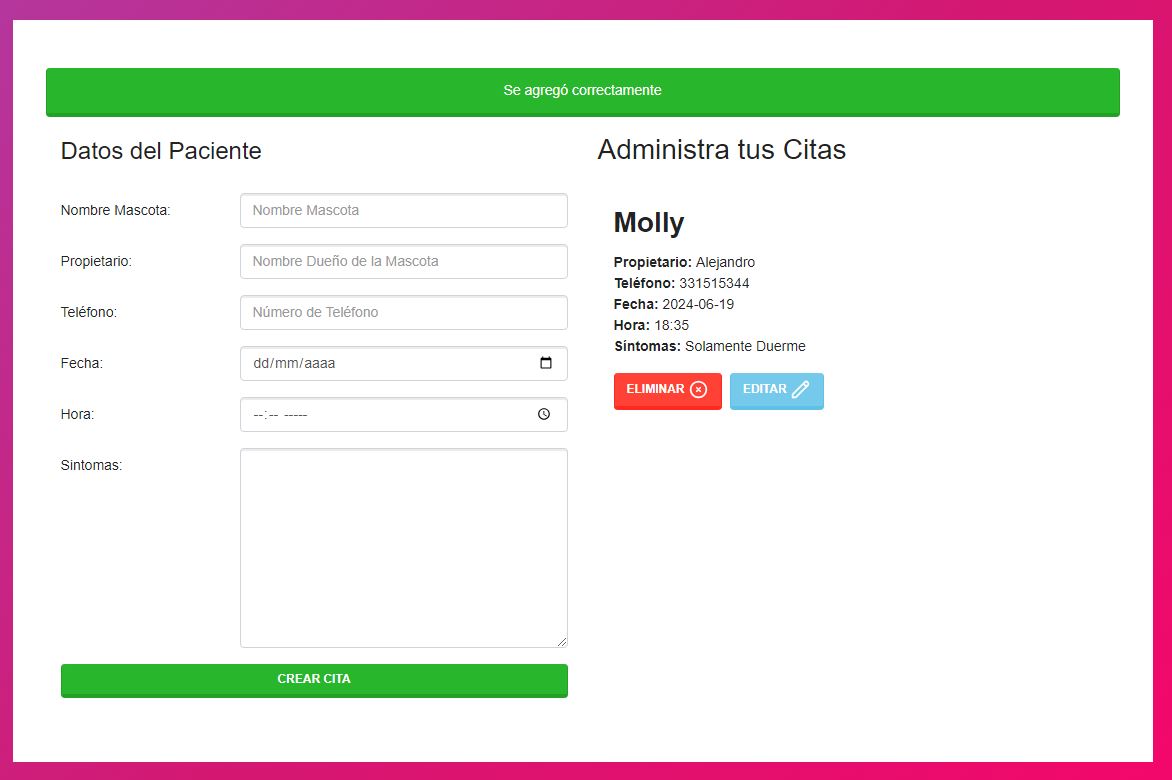 Se agregó correctamente
Datos del Paciente
Nombre Mascota:
Nombre Mascota
Propietario:
Nombre Dueño de la Mascota
Teléfono:
Número de Teléfono
Fecha:
dd/mm/aaaa
Hora:
--:-- -----
Sintomas:
CREAR CITA
Administra tus Citas
Molly
Propietario: Alejandro
Teléfono: 331515344
Fecha: 2024-06-19
Hora: 18:35
Síntomas: Solamente Duerme
ELIMINAR
EDITAR